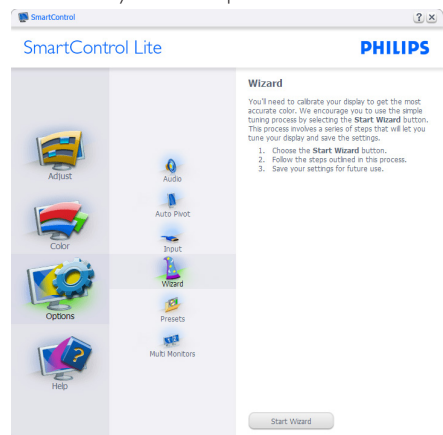 SmartControl
SmartControl Lite
PHILIPS
Adjust
Color
Options
Help
Audio
Auto Pivot
Input
Wizard
Presets
Multi Monitors
Wizard
You'll need to calibrate your display to get the most
accurate color. We encourage you to use the simple
tuning process by selecting the Start Wizard button.
This process involves a series of steps that will let you
tune your display and save the settings.
1. Choose the Start Wizard button.
2. Follow the steps outlined in this process.
3. Save your settings for future use.
Start Wizard